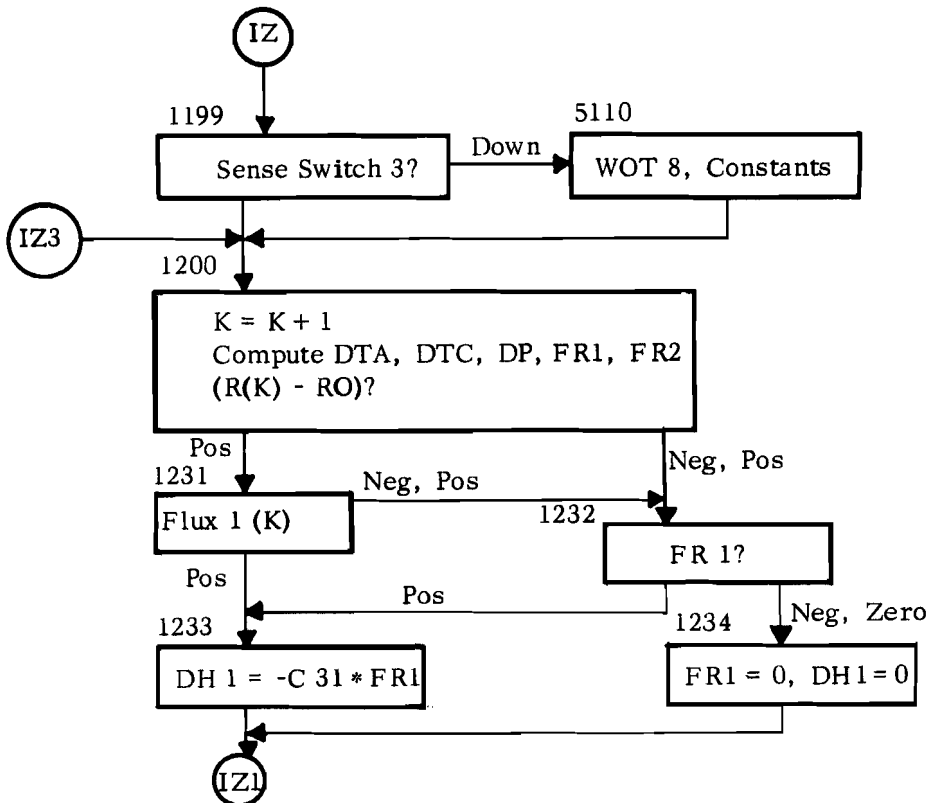 IZ
1199
Sense Switch 3?
Down
5110
WOT 8, Constants
IZ3
1200
K = K + 1
Compute DTA, DTC, DP, FR1, FR2
(R(K) - RO)?
Pos
Neg, Pos
1231
Flux 1 (K)
Neg, Pos
1232
FR 1?
Pos
Pos
Neg, Zero
1233
DH 1 = -C 31 * FR1
1234
FR1 = 0, DH1 = 0
IZ1